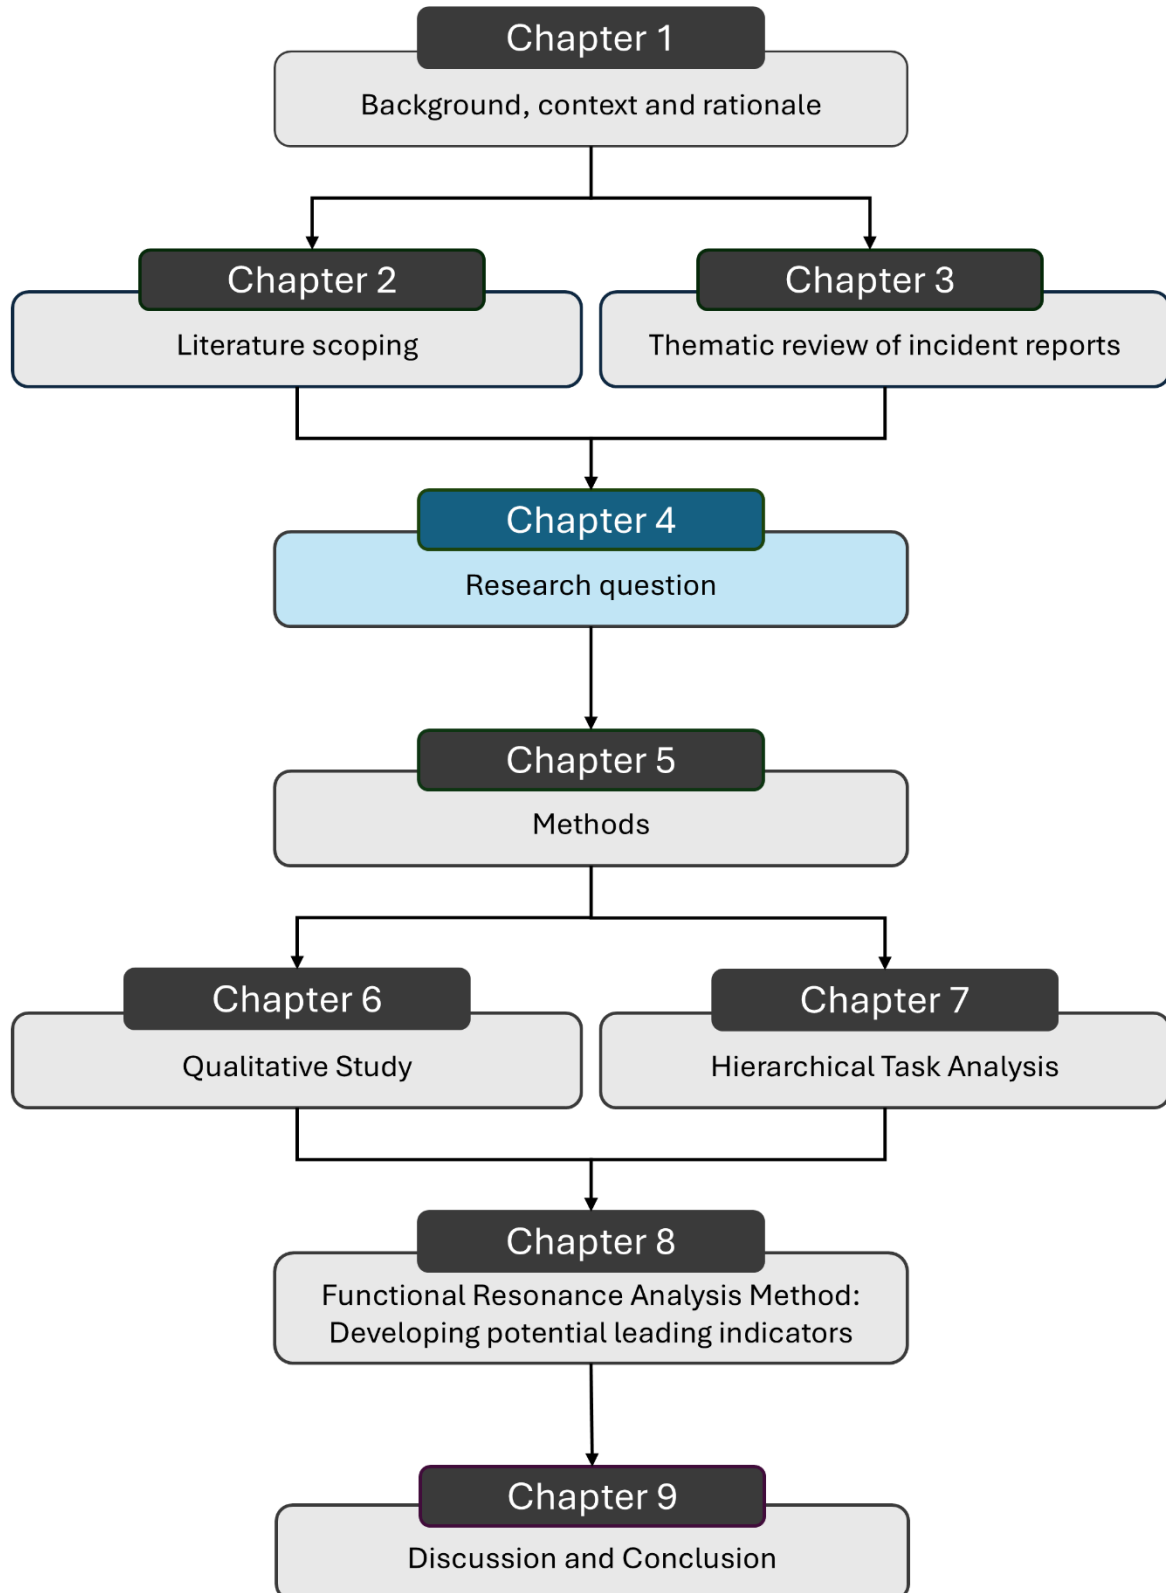 Chapter 1
Background, context and rationale
Chapter 2
Literature scoping
Chapter 3
Thematic review of incident reports
Chapter 4
Research question
Chapter 5
Methods
Chapter 6
Qualitative Study
Chapter 7
Hierarchical Task Analysis
Chapter 8
Functional Resonance Analysis Method:
Developing potential leading indicators
Chapter 9
Discussion and Conclusion